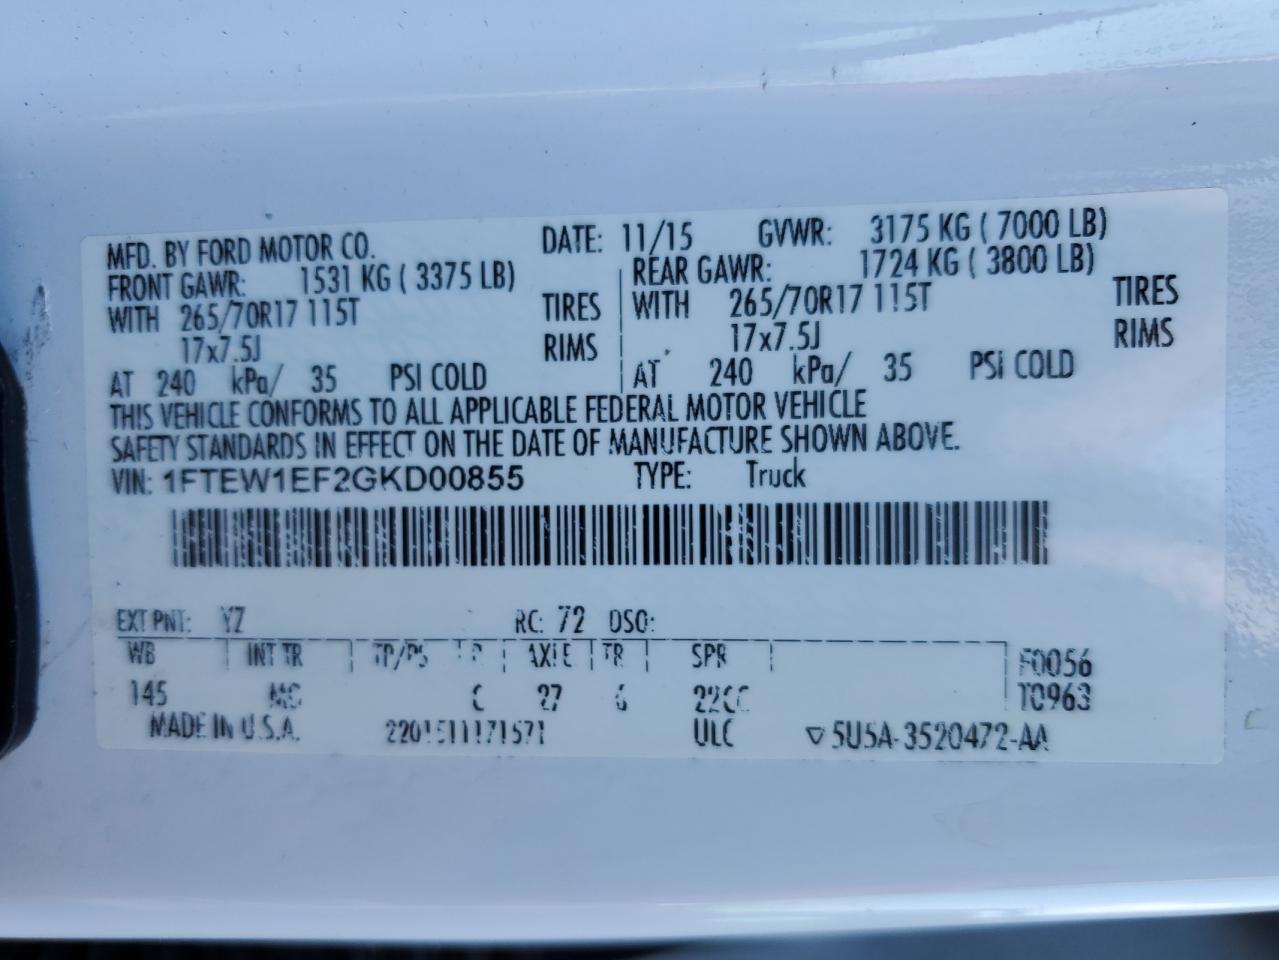 MFD. BY FORD MOTOR CO. DATE: 11/15 GVWR: 3175 KG ( 7000 LB)
FRONT GAWR: 1531 KG ( 3375 LB) REAR GAWR: 1724 KG ( 3800 LB)
WITH 265/70R17 115T TIRES WITH 265/70R17 115T TIRES
17x7.5J RIMS 17x7.5J RIMS
AT 240 kPa/ 35 PSI COLD AT 240 kPa/ 35 PSI COLD
THIS VEHICLE CONFORMS TO ALL APPLICABLE FEDERAL MOTOR VEHICLE
SAFETY STANDARDS IN EFFECT ON THE DATE OF MANUFACTURE SHOWN ABOVE.
VIN: 1FTEW1EF2GKD00855 TYPE: Truck
EXT PNT: YZ RC: 72 DSO:
WB INT TR TP/PS R AXLE TR SPR F0056
145 27 6 T0963
MADE IN U.S.A. ULC 5U5A-3520472-AA